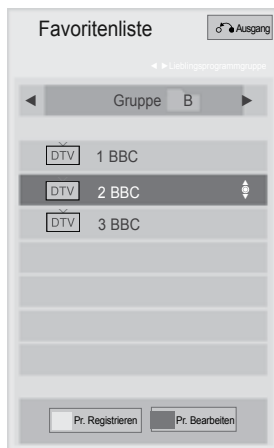 Favoritenliste
Ausgang
◄ ►Lieblingsprogrammgruppe
◄ Gruppe B ►
DTV 1 BBC
DTV 2 BBC
DTV 3 BBC
Pr. Registrieren Pr. Bearbeiten